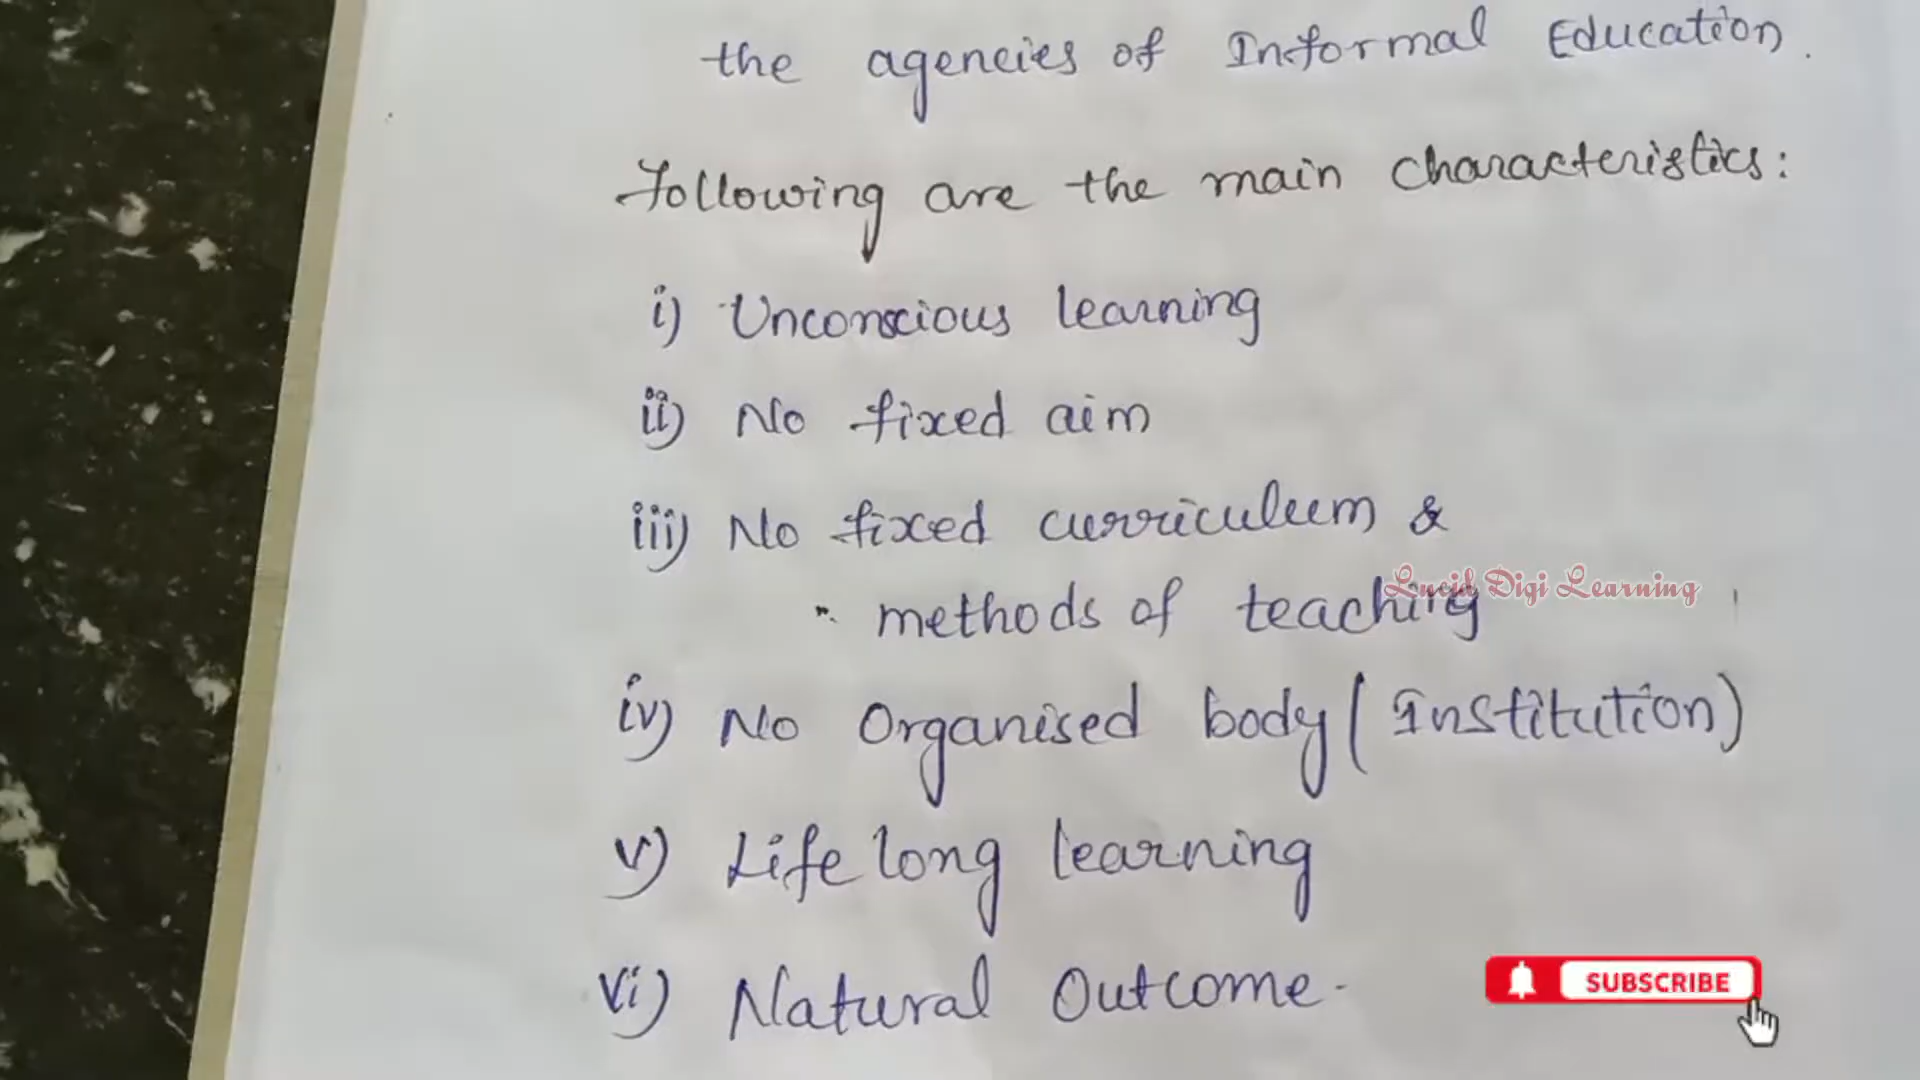 the agencies of Informal Education.
Following are the main characteristics:
i) Unconscious learning
ii) No fixed aim
iii) No fixed curriculum &
methods of teaching
Lucid Digi Learning
iv) No Organised body (Institution)
v) Life long learning
vi) Natural Outcome.
SUBSCRIBE